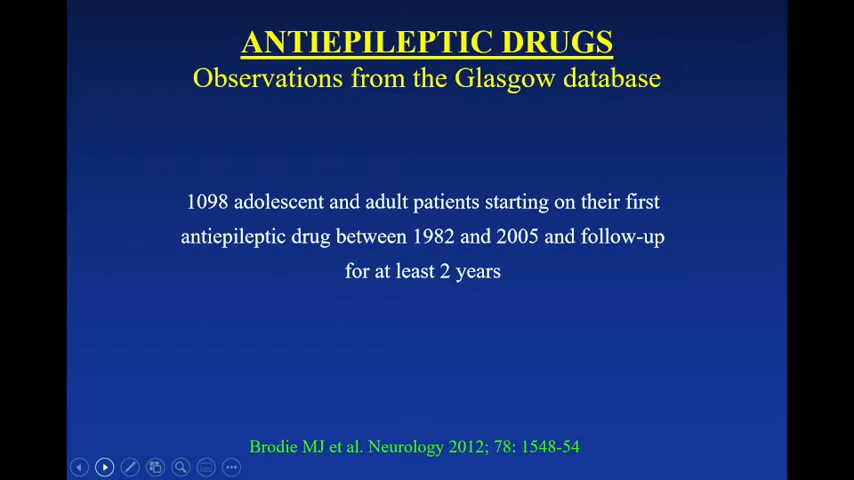 ANTIEPILEPTIC DRUGS
Observations from the Glasgow database
1098 adolescent and adult patients starting on their first
antiepileptic drug between 1982 and 2005 and follow-up
for at least 2 years
Brodie MJ et al. Neurology 2012; 78: 1548-54